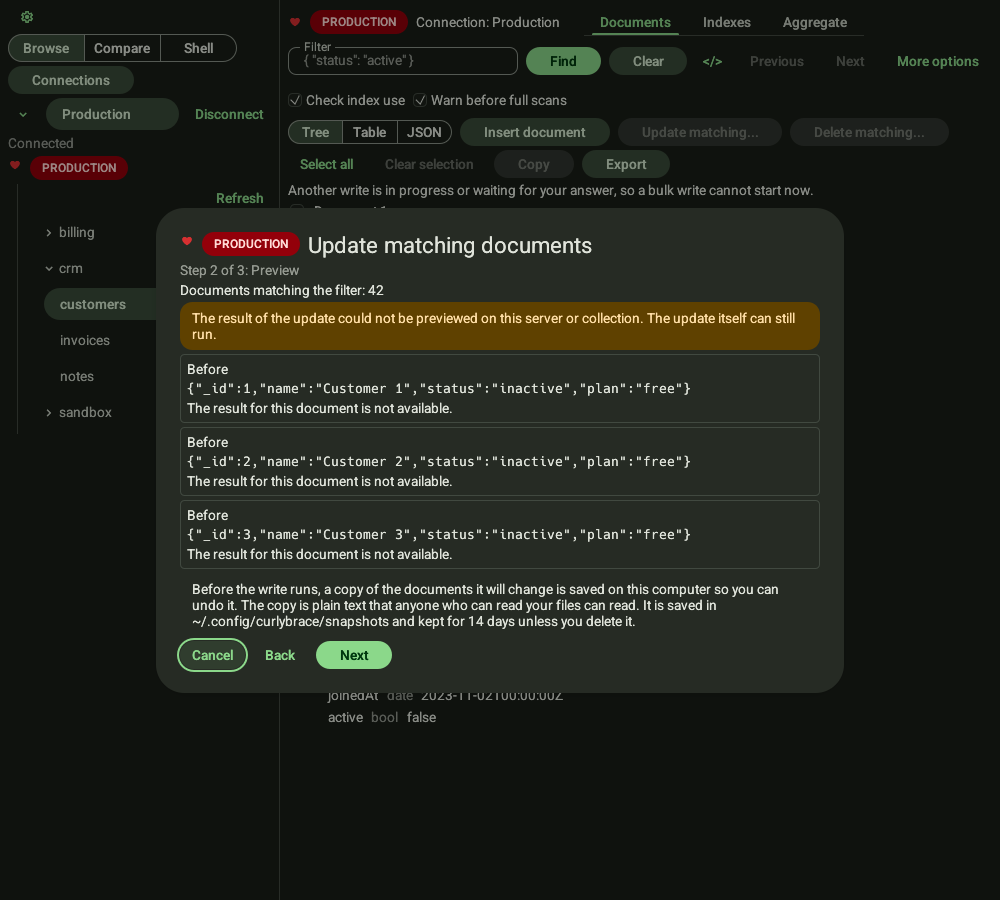 Browse Compare Shell
Connections
Production Disconnect
Connected
PRODUCTION
Refresh
billing
crm
customers
invoices
notes
sandbox
PRODUCTION Connection: Production Documents Indexes Aggregate
Filter
{ "status": "active" }
Find Clear </> Previous Next More options
Check index use Warn before full scans
Tree Table JSON Insert document Update matching... Delete matching...
Select all Clear selection Copy Export
Another write is in progress or waiting for your answer, so a bulk write cannot start now.
PRODUCTION Update matching documents
Step 2 of 3: Preview
Documents matching the filter: 42
The result of the update could not be previewed on this server or collection. The update itself can still
run.
Before
{"_id":1,"name":"Customer 1","status":"inactive","plan":"free"}
The result for this document is not available.
Before
{"_id":2,"name":"Customer 2","status":"inactive","plan":"free"}
The result for this document is not available.
Before
{"_id":3,"name":"Customer 3","status":"inactive","plan":"free"}
The result for this document is not available.
Before the write runs, a copy of the documents it will change is saved on this computer so you can
undo it. The copy is plain text that anyone who can read your files can read. It is saved in
~/.config/curlybrace/snapshots and kept for 14 days unless you delete it.
Cancel Back Next
joinedAt date 2023-11-02T00:00:00Z
active bool false